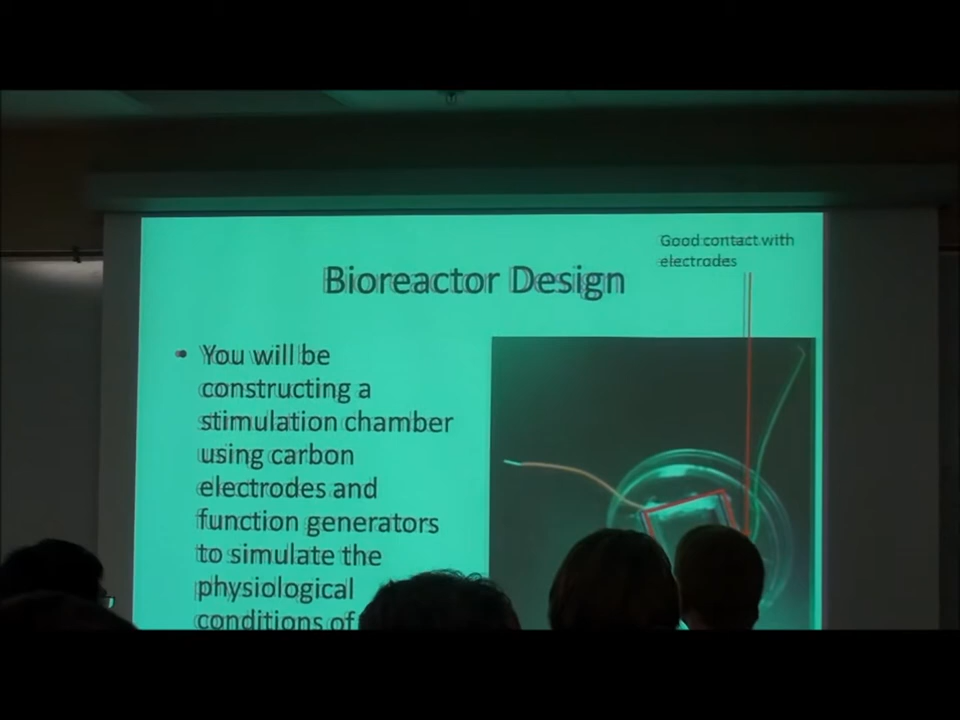 Good contact with
electrodes
Bioreactor Design
• You will be
constructing a
stimulation chamber
using carbon
electrodes and
function generators
to simulate the
physiological
conditions of